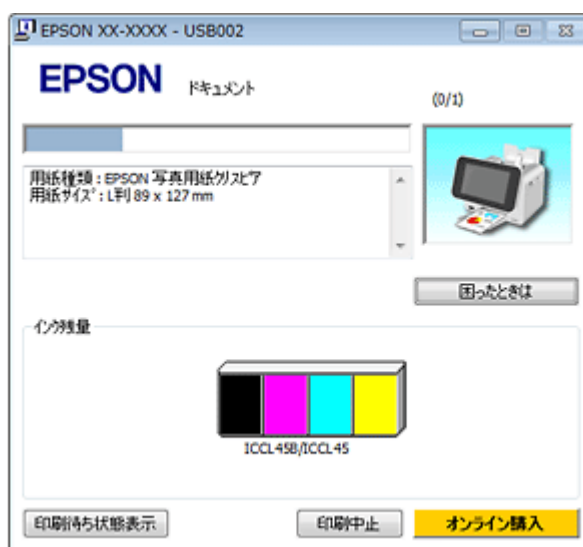 EPSON XX-XXXX - USB002
EPSON ドキュメント
(0/1)
用紙種類 : EPSON 写真用紙クリスピア
用紙サイズ : L判 89 x 127 mm
困ったときは
インク残量
ICCL45B/ICCL45
印刷待ち状態表示
印刷中止
オンライン購入